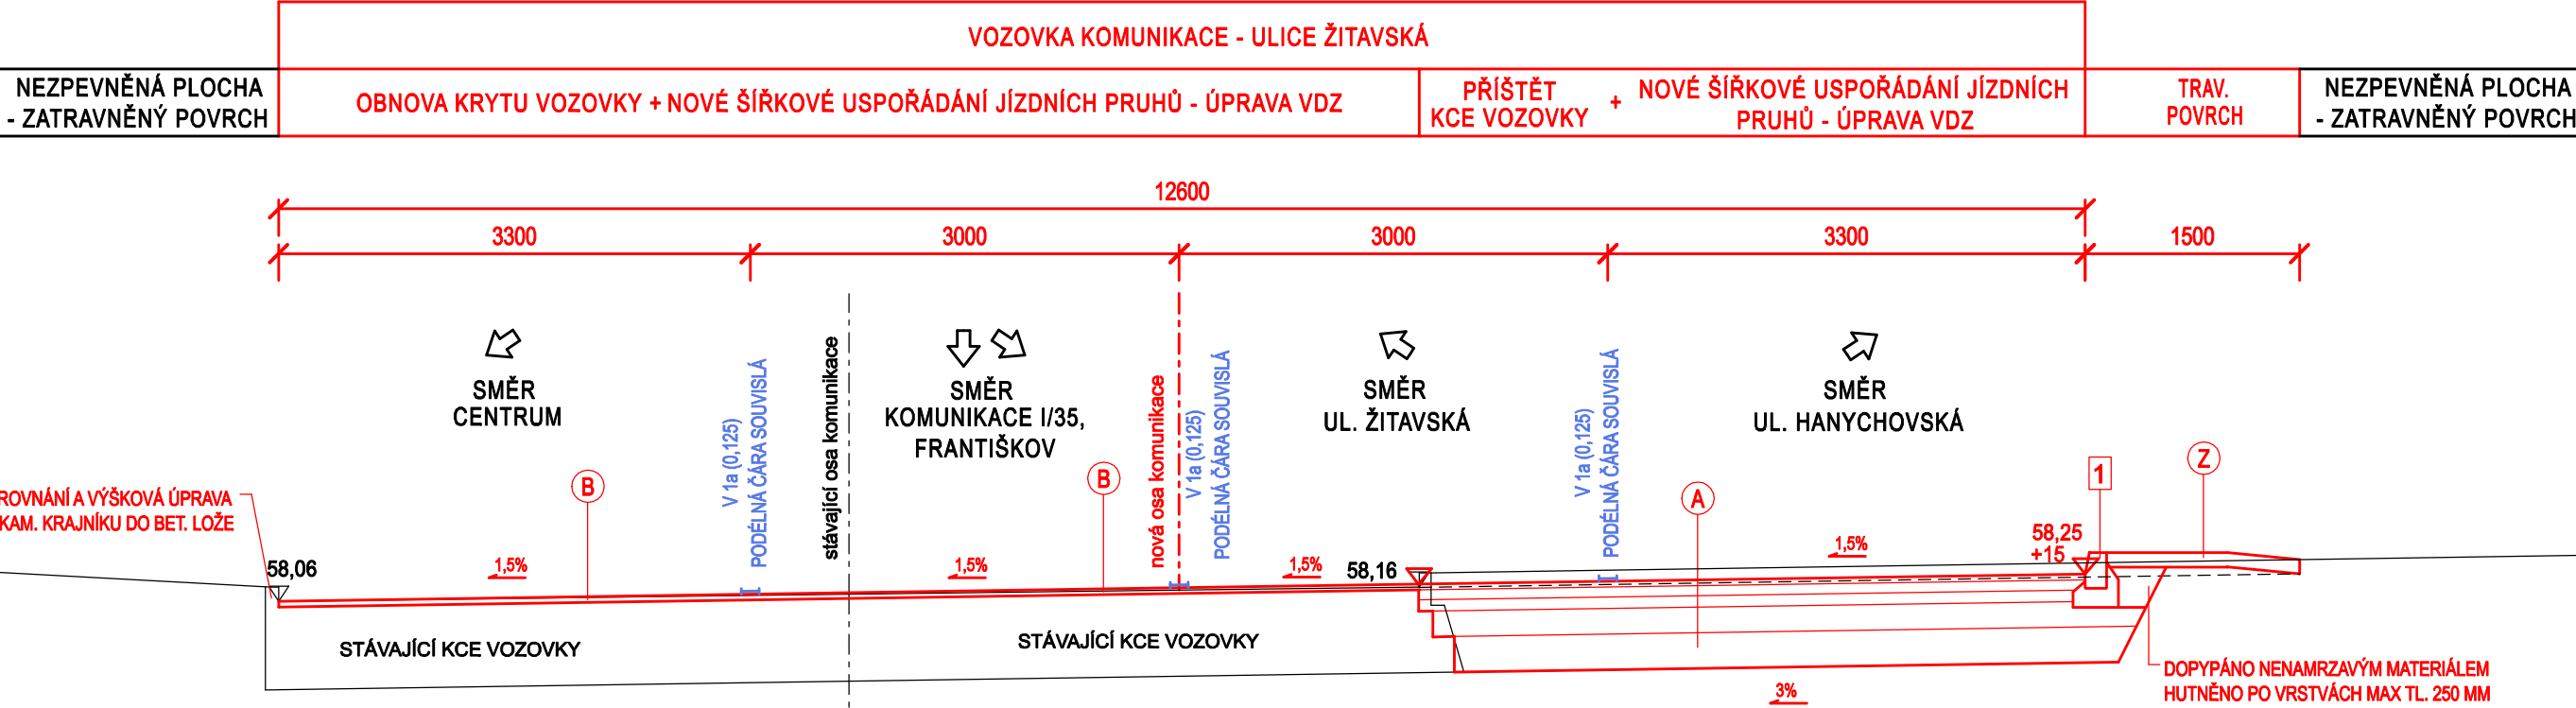 VOZOVKA KOMUNIKACE - ULICE ŽITAVSKÁ
NEZPEVNĚNÁ PLOCHA
- ZATRAVNĚNÝ POVRCH
OBNOVA KRYTU VOZOVKY + NOVÉ ŠÍŘKOVÉ USPOŘÁDÁNÍ JÍZDNÍCH PRUHŮ - ÚPRAVA VDZ
PŘÍŠTĚT
KCE VOZOVKY
+
NOVÉ ŠÍŘKOVÉ USPOŘÁDÁNÍ JÍZDNÍCH
PRUHŮ - ÚPRAVA VDZ
TRAV.
POVRCH
NEZPEVNĚNÁ PLOCHA
- ZATRAVNĚNÝ POVRCH
12600
3300
3000
3000
3300
1500
SMĚR
CENTRUM
V 1a (0,125)
PODÉLNÁ ČÁRA SOUVISLÁ
stávající osa komunikace
SMĚR
KOMUNIKACE I/35,
FRANTIŠKOV
nová osa komunikace
V 1a (0,125)
PODÉLNÁ ČÁRA SOUVISLÁ
SMĚR
UL. ŽITAVSKÁ
V 1a (0,125)
PODÉLNÁ ČÁRA SOUVISLÁ
SMĚR
UL. HANYCHOVSKÁ
B
B
A
1
Z
ROVNÁNÍ A VÝŠKOVÁ ÚPRAVA
KAM. KRAJNÍKU DO BET. LOŽE
58,06
1,5%
1,5%
1,5%
58,16
1,5%
58,25
+15
STÁVAJÍCÍ KCE VOZOVKY
STÁVAJÍCÍ KCE VOZOVKY
3%
DOPYPÁNO NENAMRZAVÝM MATERIÁLEM
HUTNĚNO PO VRSTVÁCH MAX TL. 250 MM